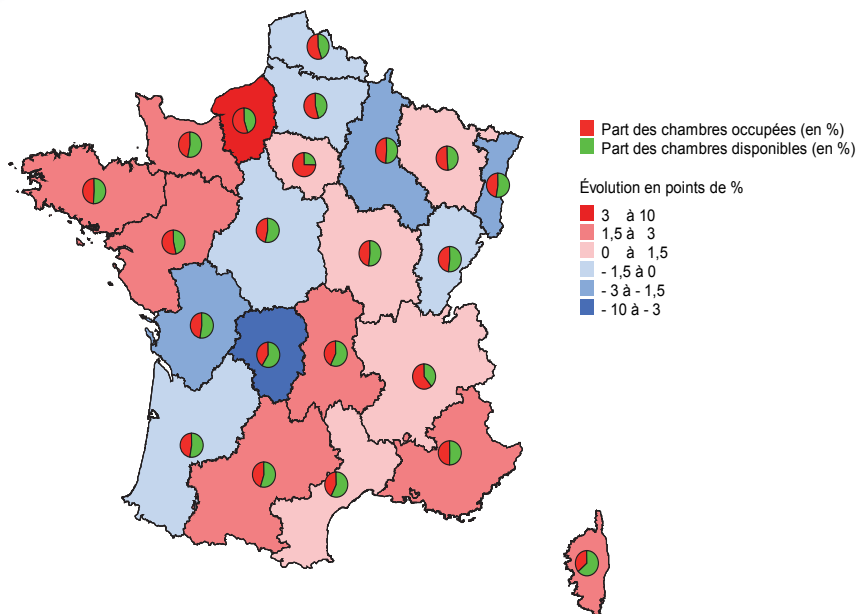 Part des chambres occupées (en %)
Part des chambres disponibles (en %)
Évolution en points de %
3 à 10
1,5 à 3
0 à 1,5
- 1,5 à 0
- 3 à - 1,5
- 10 à - 3